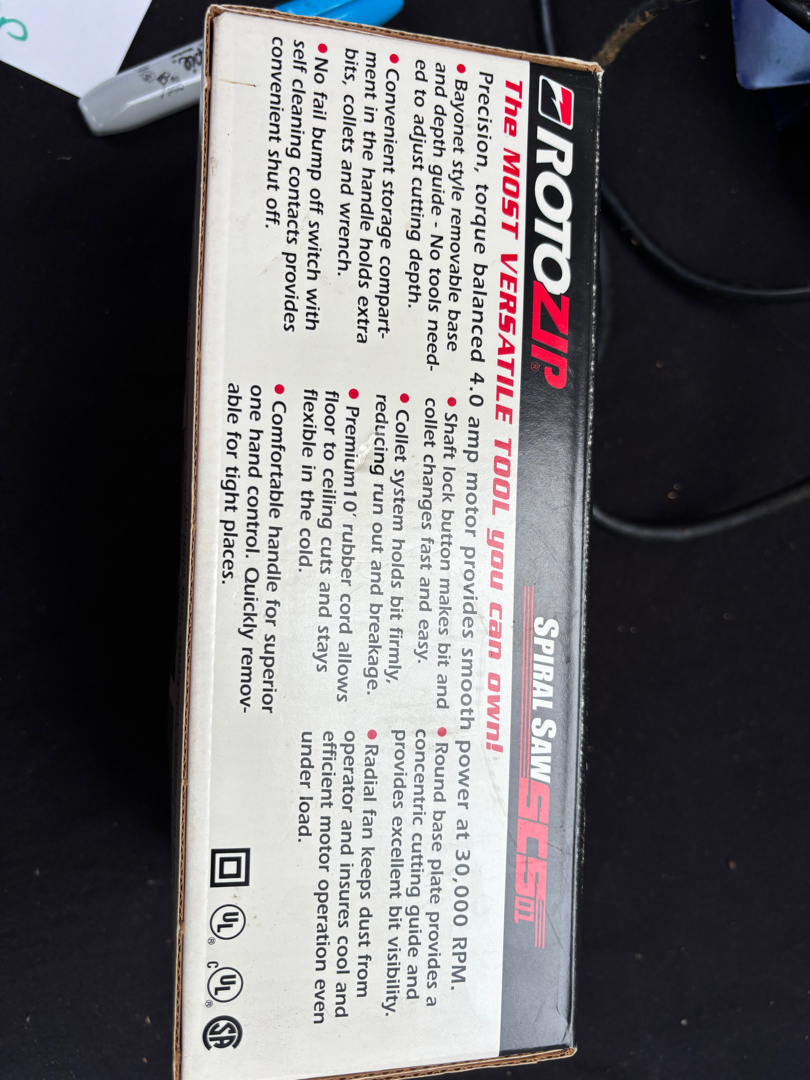 ROTOZIP®
SPIRAL SAW SCS 01
The MOST VERSATILE TOOL you can own!
Precision, torque balanced 4.0 amp motor provides smooth power at 30,000 RPM.
• Bayonet style removable base
and depth guide - No tools need-
ed to adjust cutting depth.
• Convenient storage compart-
ment in the handle holds extra
bits, collets and wrench.
• No fail bump off switch with
self cleaning contacts provides
convenient shut off.
• Shaft lock button makes bit and
collet changes fast and easy.
• Collet system holds bit firmly,
reducing run out and breakage.
• Premium10' rubber cord allows
floor to ceiling cuts and stays
flexible in the cold.
• Comfortable handle for superior
one hand control. Quickly remov-
able for tight places.
• Round base plate provides a
concentric cutting guide and
provides excellent bit visibility.
• Radial fan keeps dust from
operator and insures cool and
efficient motor operation even
under load.
UL® c UL® SA